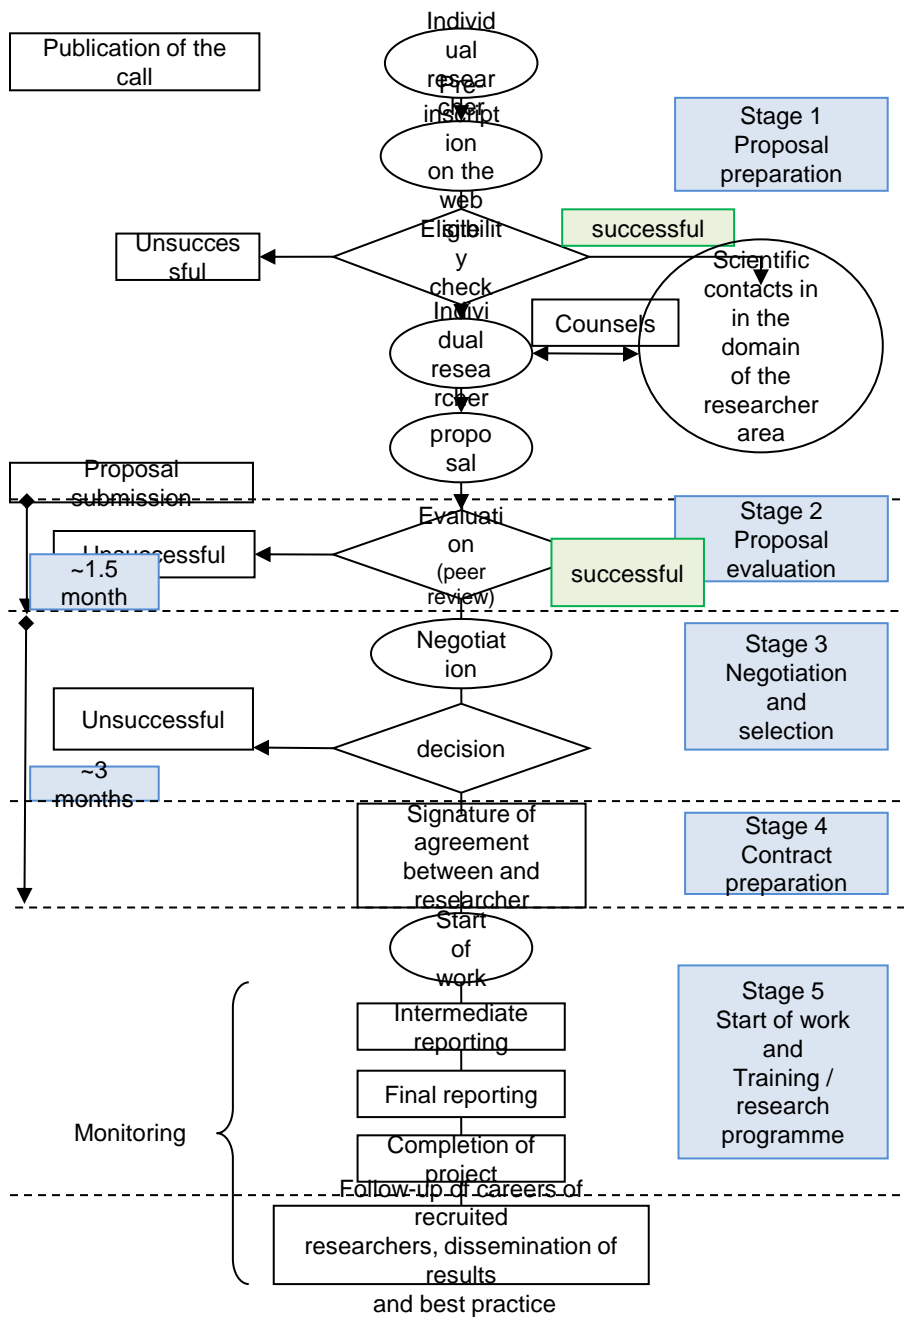 Publication of the
call
Individ
ual
resear
cher
Pre-
inscript
ion
on the
web
site
Stage 1
Proposal
preparation
Eligibilit
y
check
successful
Unsucces
sful
Scientific
contacts in
in the
domain
of the
researcher
area
Indivi
dual
resea
rcher
Counsels
propo
sal
Proposal
submission
Evaluati
on
(peer
review)
Stage 2
Proposal
evaluation
Unsuccessful
successful
~1.5
month
Negotiat
ion
Stage 3
Negotiation
and
selection
Unsuccessful
decision
~3
months
Signature of
agreement
between and
researcher
Stage 4
Contract
preparation
Start
of
work
Stage 5
Start of work
and
Training /
research
programme
Intermediate
reporting
Final reporting
Monitoring
Completion of
project
Follow-up of careers of
recruited
researchers, dissemination of
results
and best practice